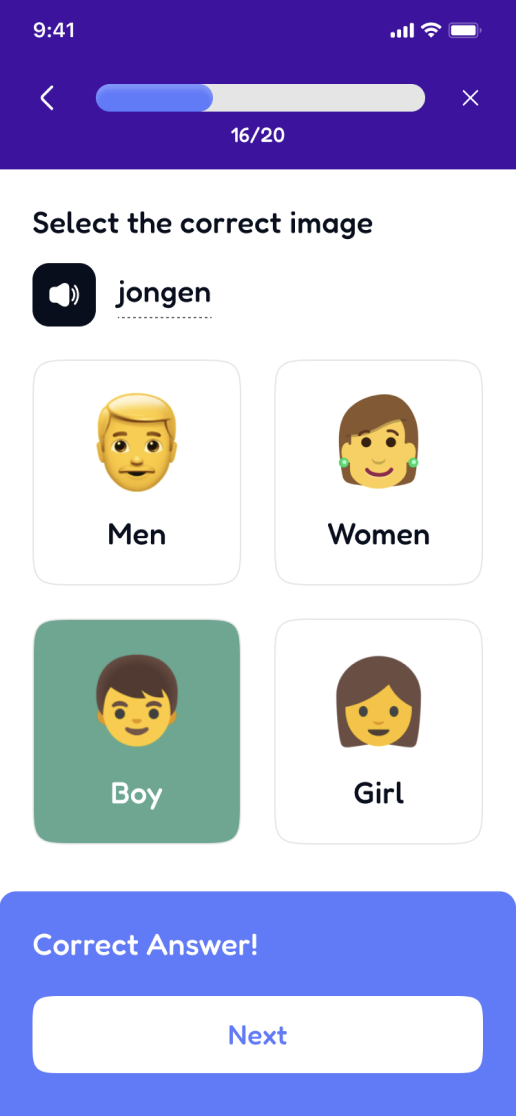 9:41
16/20
Select the correct image
jongen
Men
Women
Boy
Girl
Correct Answer!
Next